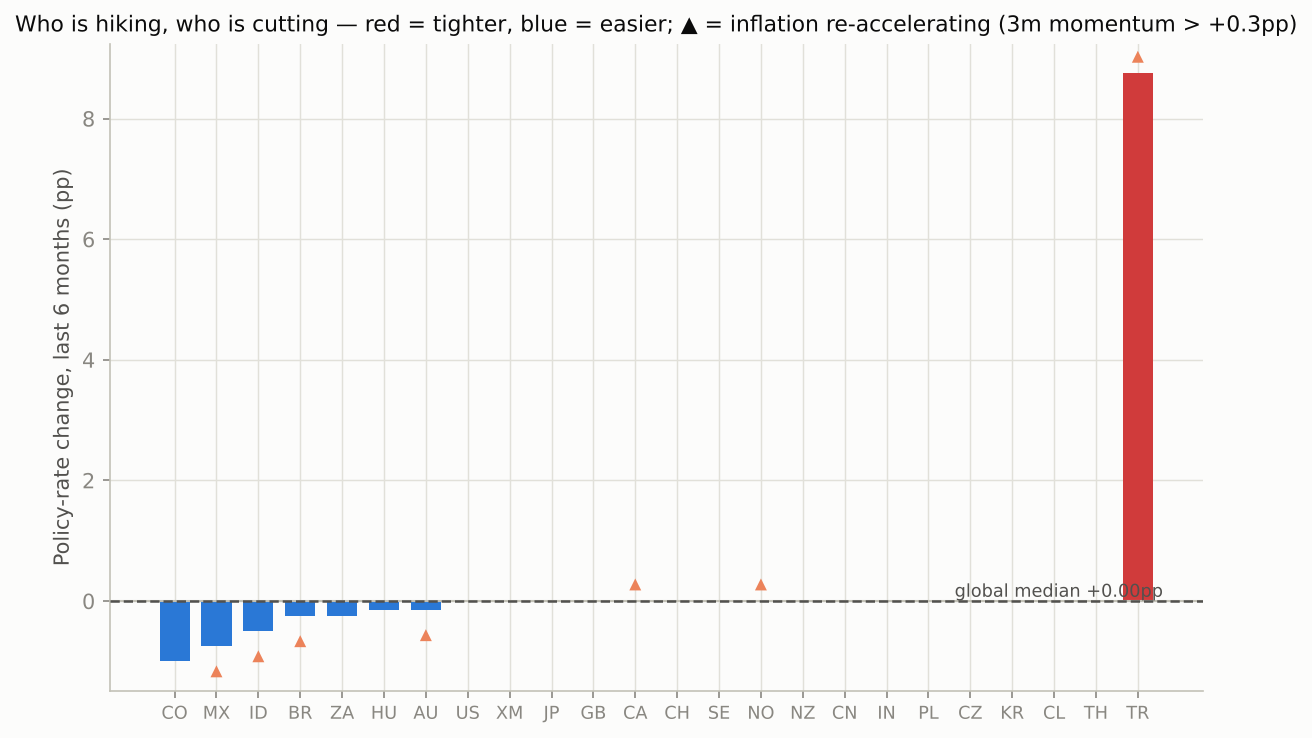 Who is hiking, who is cutting — red = tighter, blue = easier; ▲ = inflation re-accelerating (3m momentum > +0.3pp)
Policy-rate change, last 6 months (pp)
8
6
4
2
0
global median +0.00pp
CO MX ID BR ZA HU AU US XM JP GB CA CH SE NO NZ CN IN PL CZ KR CL TH TR